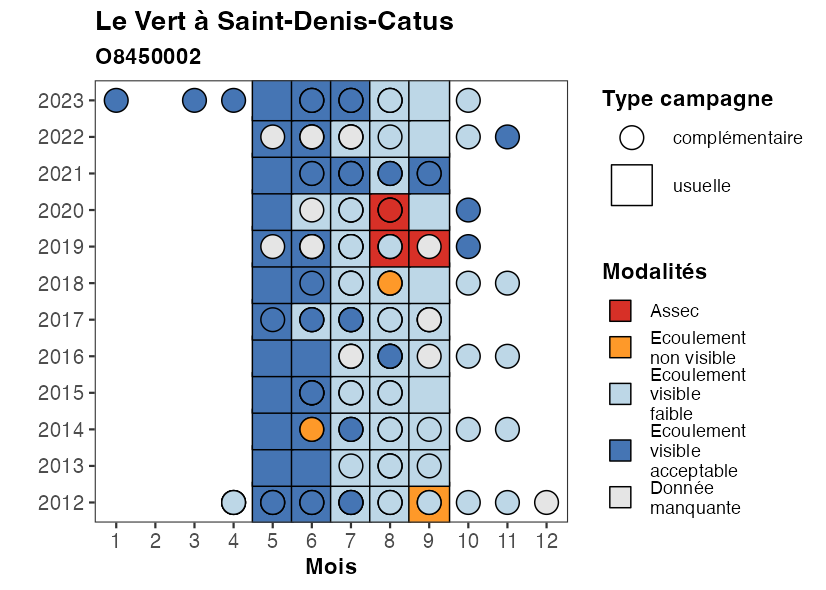 Le Vert à Saint-Denis-Catus
O8450002
2023
2022
2021
2020
2019
2018
2017
2016
2015
2014
2013
2012
1 2 3 4 5 6 7 8 9 10 11 12
Mois
Type campagne
complémentaire
usuelle
Modalités
Assec
Ecoulement
non visible
Ecoulement
visible
faible
Ecoulement
visible
acceptable
Donnée
manquante